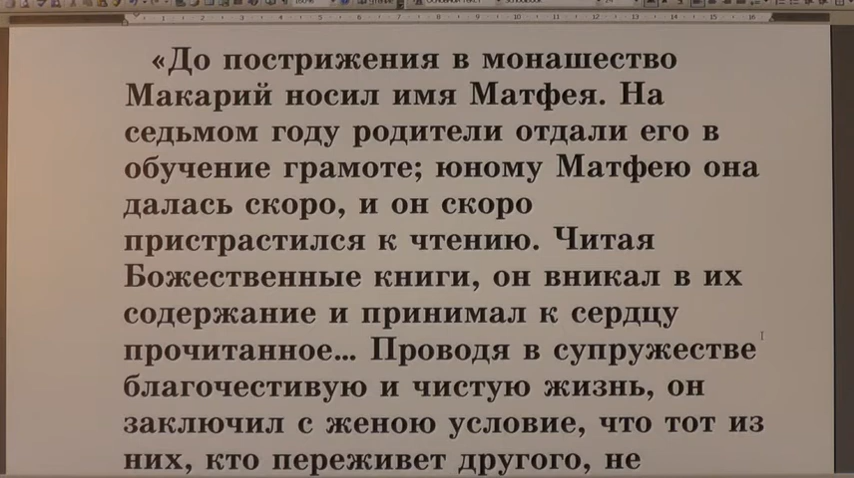 «До пострижения в монашество
Макарий носил имя Матфея. На
седьмом году родители отдали его в
обучение грамоте; юному Матфею она
далась скоро, и он скоро
пристрастился к чтению. Читая
Божественные книги, он вникал в их
содержание и принимал к сердцу
прочитанное... Проводя в супружестве
благочестивую и чистую жизнь, он
заключил с женою условие, что тот из
них, кто переживет другого, не